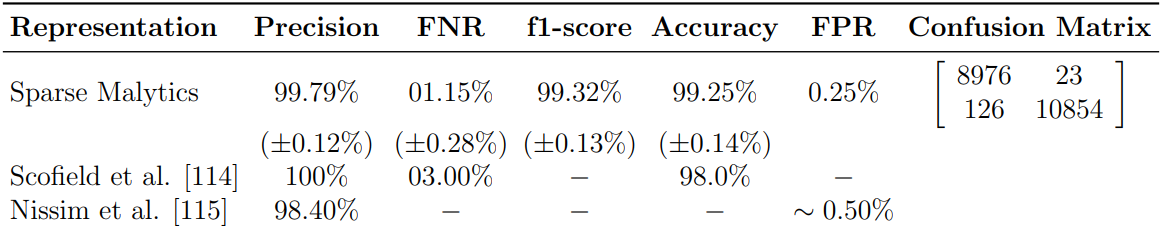 Representation Precision FNR f1-score Accuracy FPR Confusion Matrix
Sparse Malytics 99.79% 01.15% 99.32% 99.25% 0.25% [ 8976 23
126 10854 ]
(±0.12%) (±0.28%) (±0.13%) (±0.14%)
Scofield et al. [114] 100% 03.00% − 98.0% −
Nissim et al. [115] 98.40% − − − ∼ 0.50%